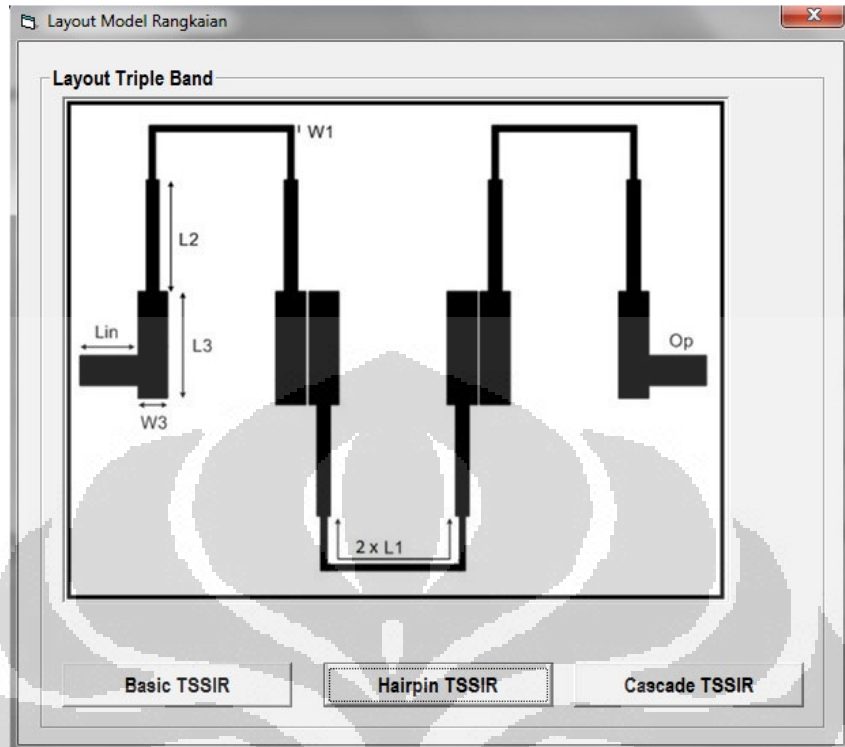 Layout Model Rangkaian
x
Layout Triple Band
W1
L2
Lin
L3
Op
W3
2 x L1
Basic TSSIR
Hairpin TSSIR
Cascade TSSIR